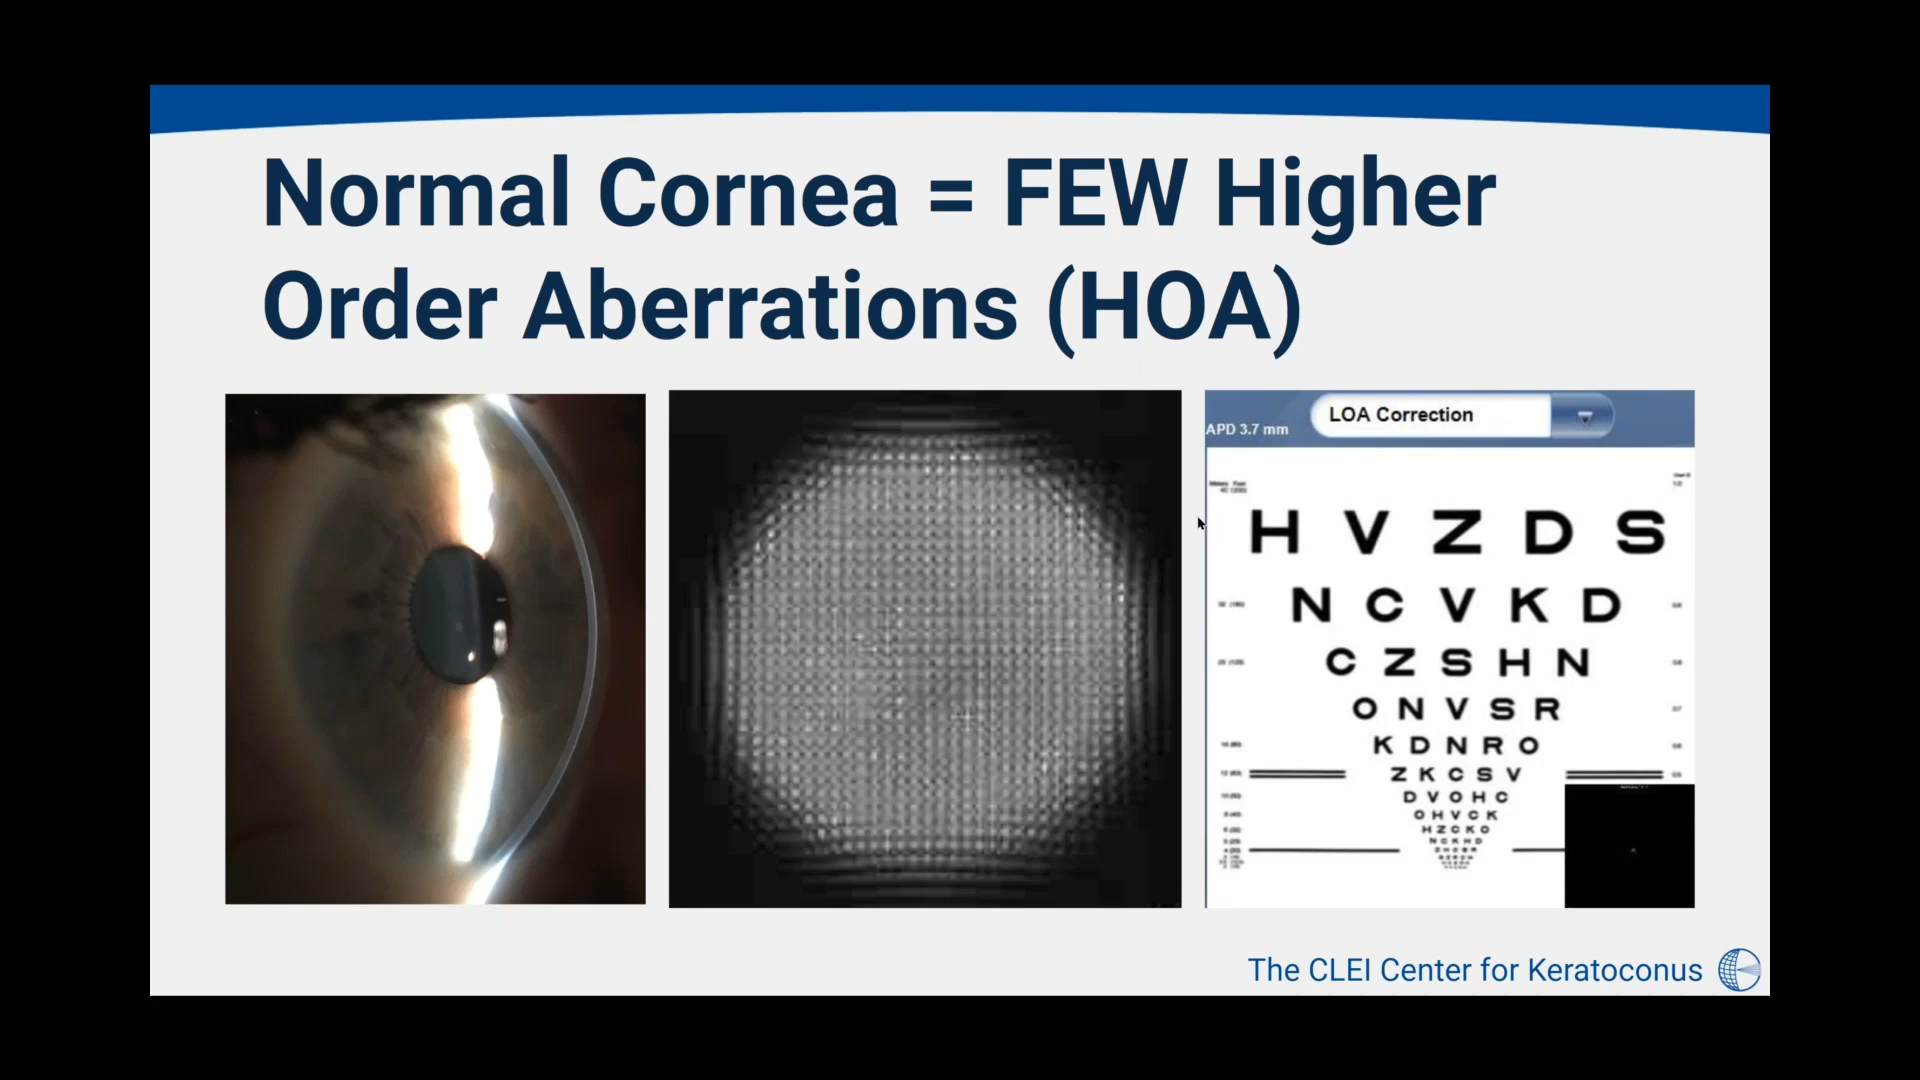 Normal Cornea = FEW Higher
Order Aberrations (HOA)
LOA Correction
APD 3.7 mm
H V Z D S
N C V K D
C Z S H N
O N V S R
K D N R O
Z K C S V
D V O H C
O H V C K
H Z C K O
N C K H D
The CLEI Center for Keratoconus